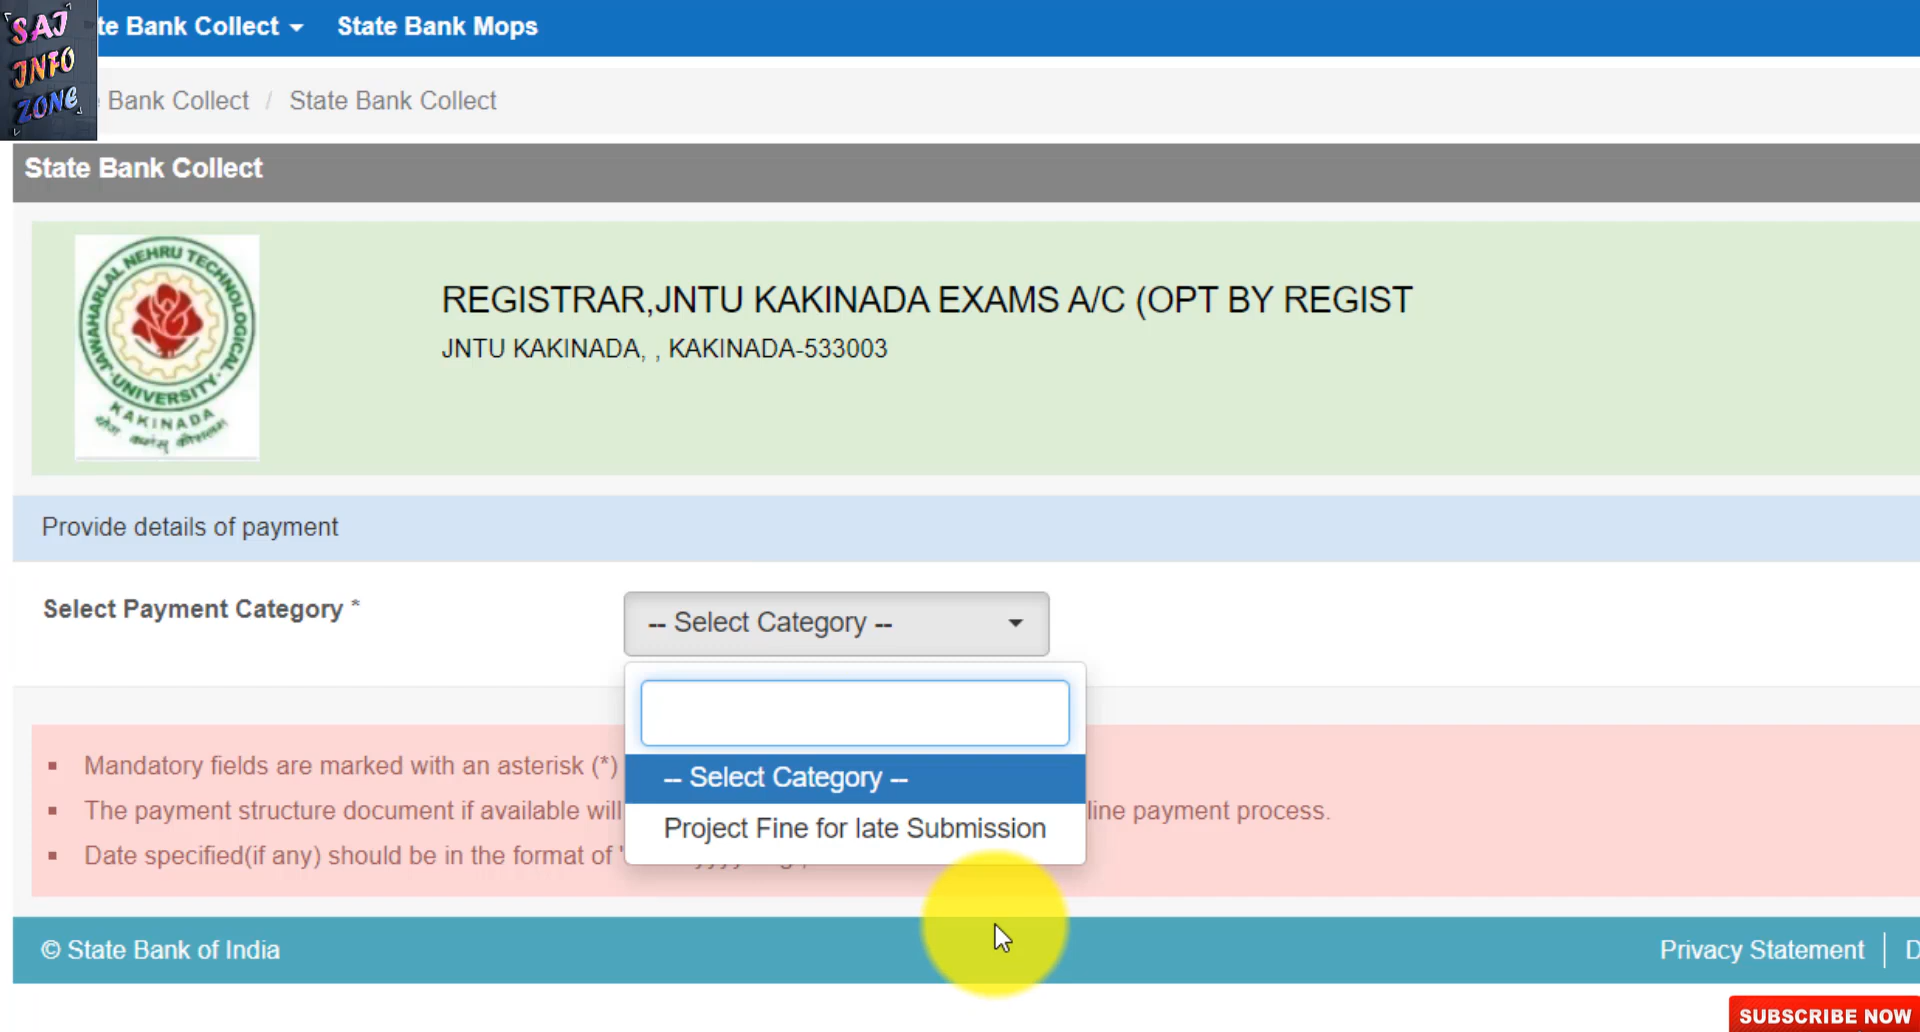 SAJ
INFO
ZONE
te Bank Collect
State Bank Mops
Bank Collect / State Bank Collect
State Bank Collect
JAWAHARLAL NEHRU TECHNOLOGICAL UNIVERSITY
KAKINADA
REGISTRAR,JNTU KAKINADA EXAMS A/C (OPT BY REGIST
JNTU KAKINADA, , KAKINADA-533003
Provide details of payment
Select Payment Category *
-- Select Category --
-- Select Category --
Project Fine for late Submission
▪ Mandatory fields are marked with an asterisk (*)
▪ The payment structure document if available will line payment process.
▪ Date specified(if any) should be in the format of '
© State Bank of India
Privacy Statement | D
SUBSCRIBE NOW